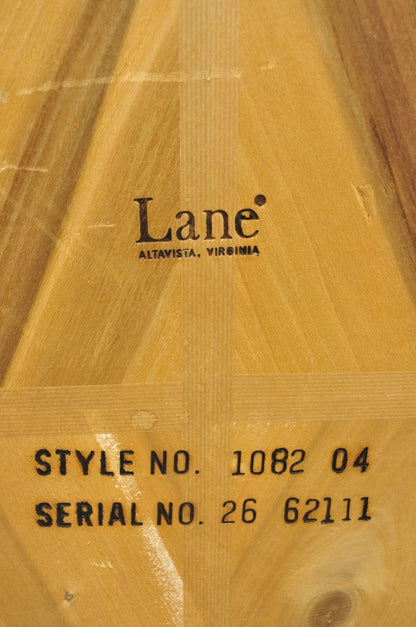 Lane
ALTAVISTA, VIRGINIA
STYLE NO. 1082 04
SERIAL NO. 26 62111